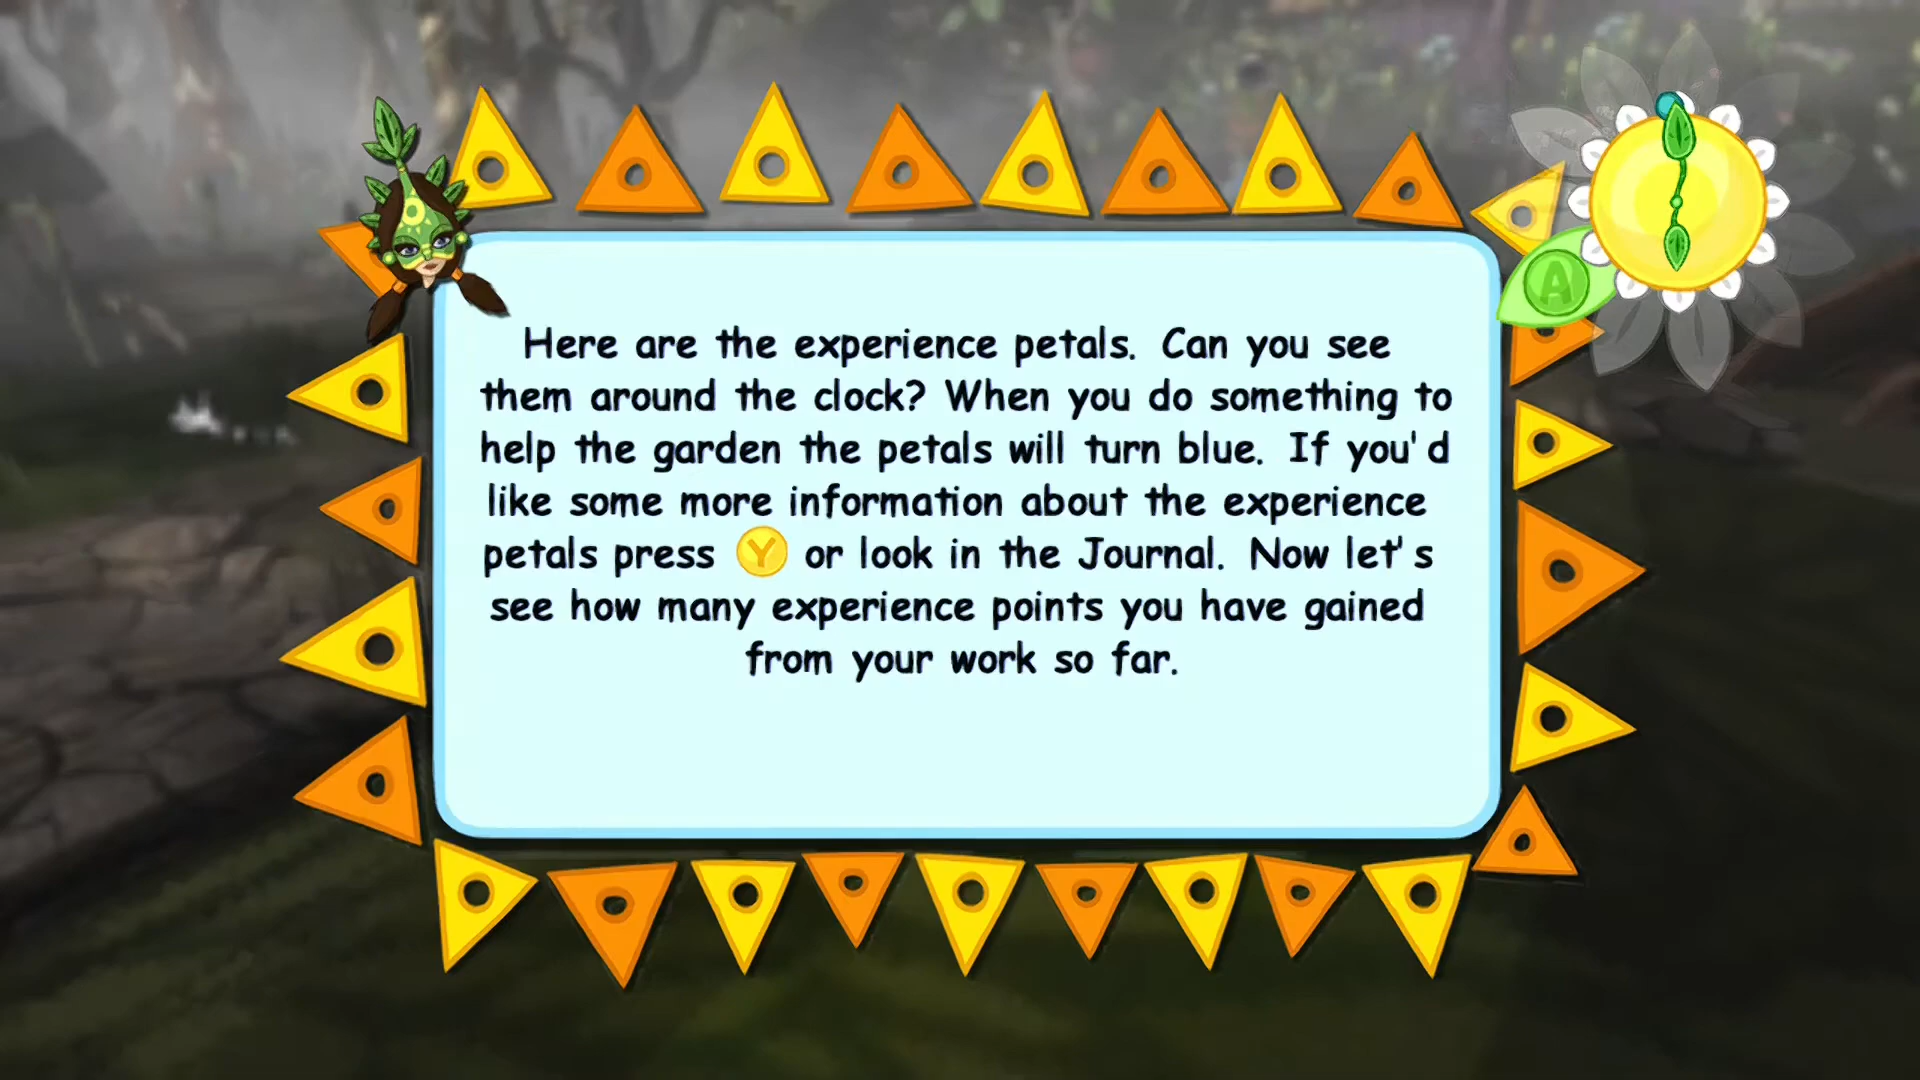 Here are the experience petals. Can you see
them around the clock? When you do something to
help the garden the petals will turn blue. If you'd
like some more information about the experience
petals press Y or look in the Journal. Now let's
see how many experience points you have gained
from your work so far.
A